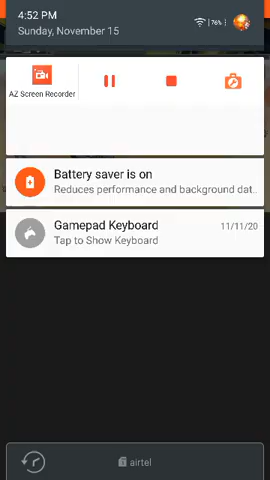 4:52 PM
76%
Sunday, November 15
AZ Screen Recorder
Battery saver is on
Reduces performance and background dat..
Gamepad Keyboard
11/11/20
Tap to Show Keyboard
airtel